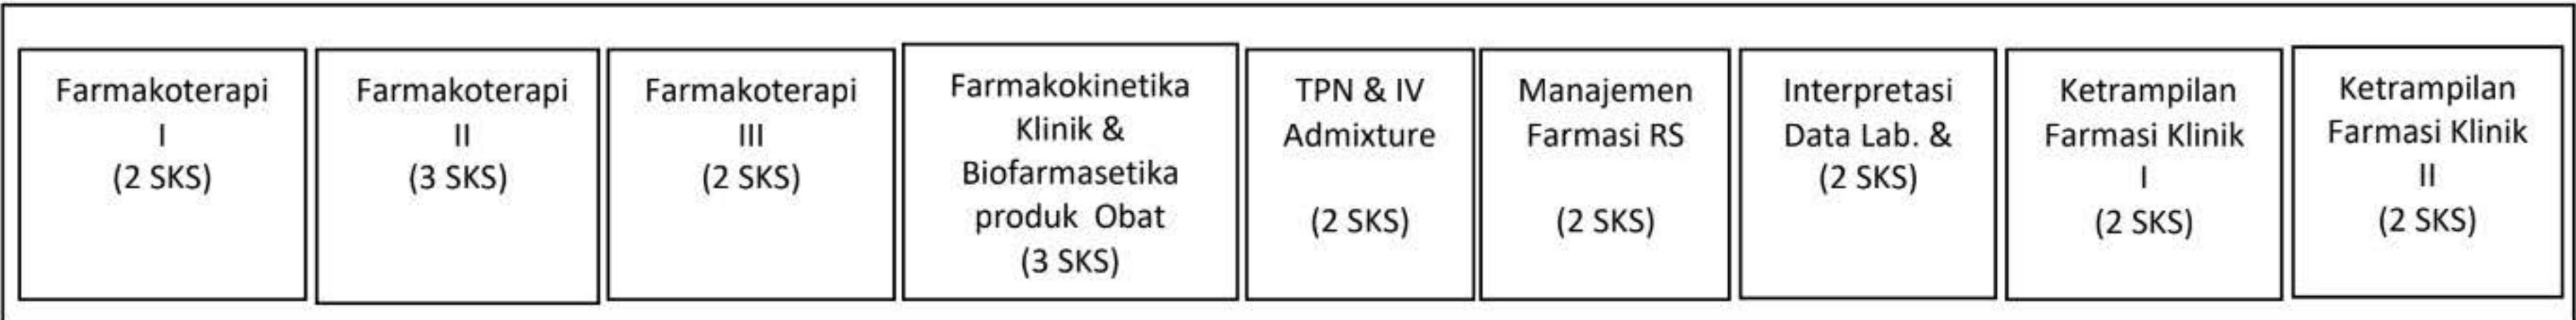 Farmakoterapi
I
(2 SKS)
Farmakoterapi
II
(3 SKS)
Farmakoterapi
III
(2 SKS)
Farmakokinetika
Klinik &
Biofarmasetika
produk Obat
(3 SKS)
TPN & IV
Admixture
(2 SKS)
Manajemen
Farmasi RS
(2 SKS)
Interpretasi
Data Lab. &
(2 SKS)
Ketrampilan
Farmasi Klinik
I
(2 SKS)
Ketrampilan
Farmasi Klinik
II
(2 SKS)